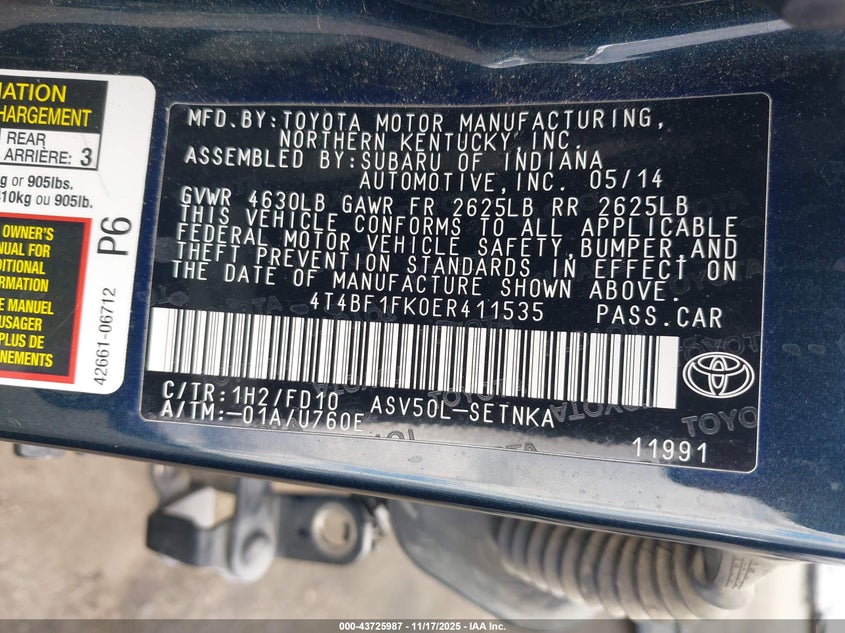 MATION
CHARGEMENT
REAR
ARRIÈRE: 3
g or 905lbs.
10kg ou 905lb.
OWNER'S
NUAL FOR
DITIONAL
ORMATION
E MANUEL
USAGER
PLUS DE
GNEMENTS
42661-06712
P6
MFD.BY:TOYOTA MOTOR MANUFACTURING,
NORTHERN KENTUCKY INC.
ASSEMBLED BY:SUBARU OF INDIANA
AUTOMOTIVE,INC. 05/14
GVWR 4630LB GAWR FR 2625LB RR 2625LB
THIS VEHICLE CONFORMS TO ALL APPLICABLE
FEDERAL MOTOR VEHICLE SAFETY,BUMPER,AND
THEFT PREVENTION STANDARDS IN EFFECT ON
THE DATE OF MANUFACTURE SHOWN ABOVE.
4T4BF1FK0ER411535 PASS.CAR
C/TR:1H2/FD10 ASV50L-SETNKA
A/TM:-01A/U760E
11991
000-43725987 - 11/17/2025 - IAA Inc.